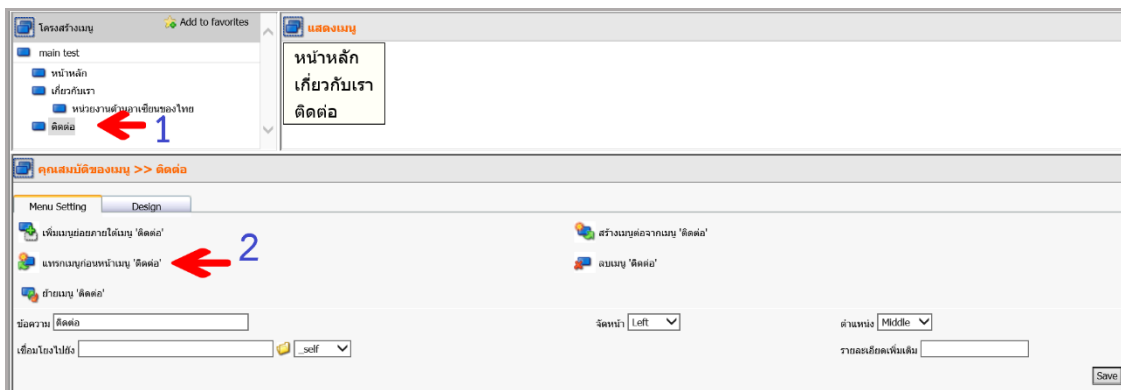 โครงสร้างเมนู Add to favorites
main test
หน้าหลัก
เกี่ยวกับเรา
หน่วยงานด้านอาเซียนของไทย
ติดต่อ 1
แสดงเมนู
หน้าหลัก
เกี่ยวกับเรา
ติดต่อ
คุณสมบัติของเมนู >> ติดต่อ
Menu Setting Design
เพิ่มเมนูย่อยภายใต้เมนู 'ติดต่อ' สร้างเมนูต่อจากเมนู 'ติดต่อ'
แทรกเมนูก่อนหน้าเมนู 'ติดต่อ' 2 ลบเมนู 'ติดต่อ'
ย้ายเมนู 'ติดต่อ'
ข้อความ ติดต่อ จัดหน้า Left ตำแหน่ง Middle
เชื่อมโยงไปยัง _self รายละเอียดเพิ่มเติม
Save